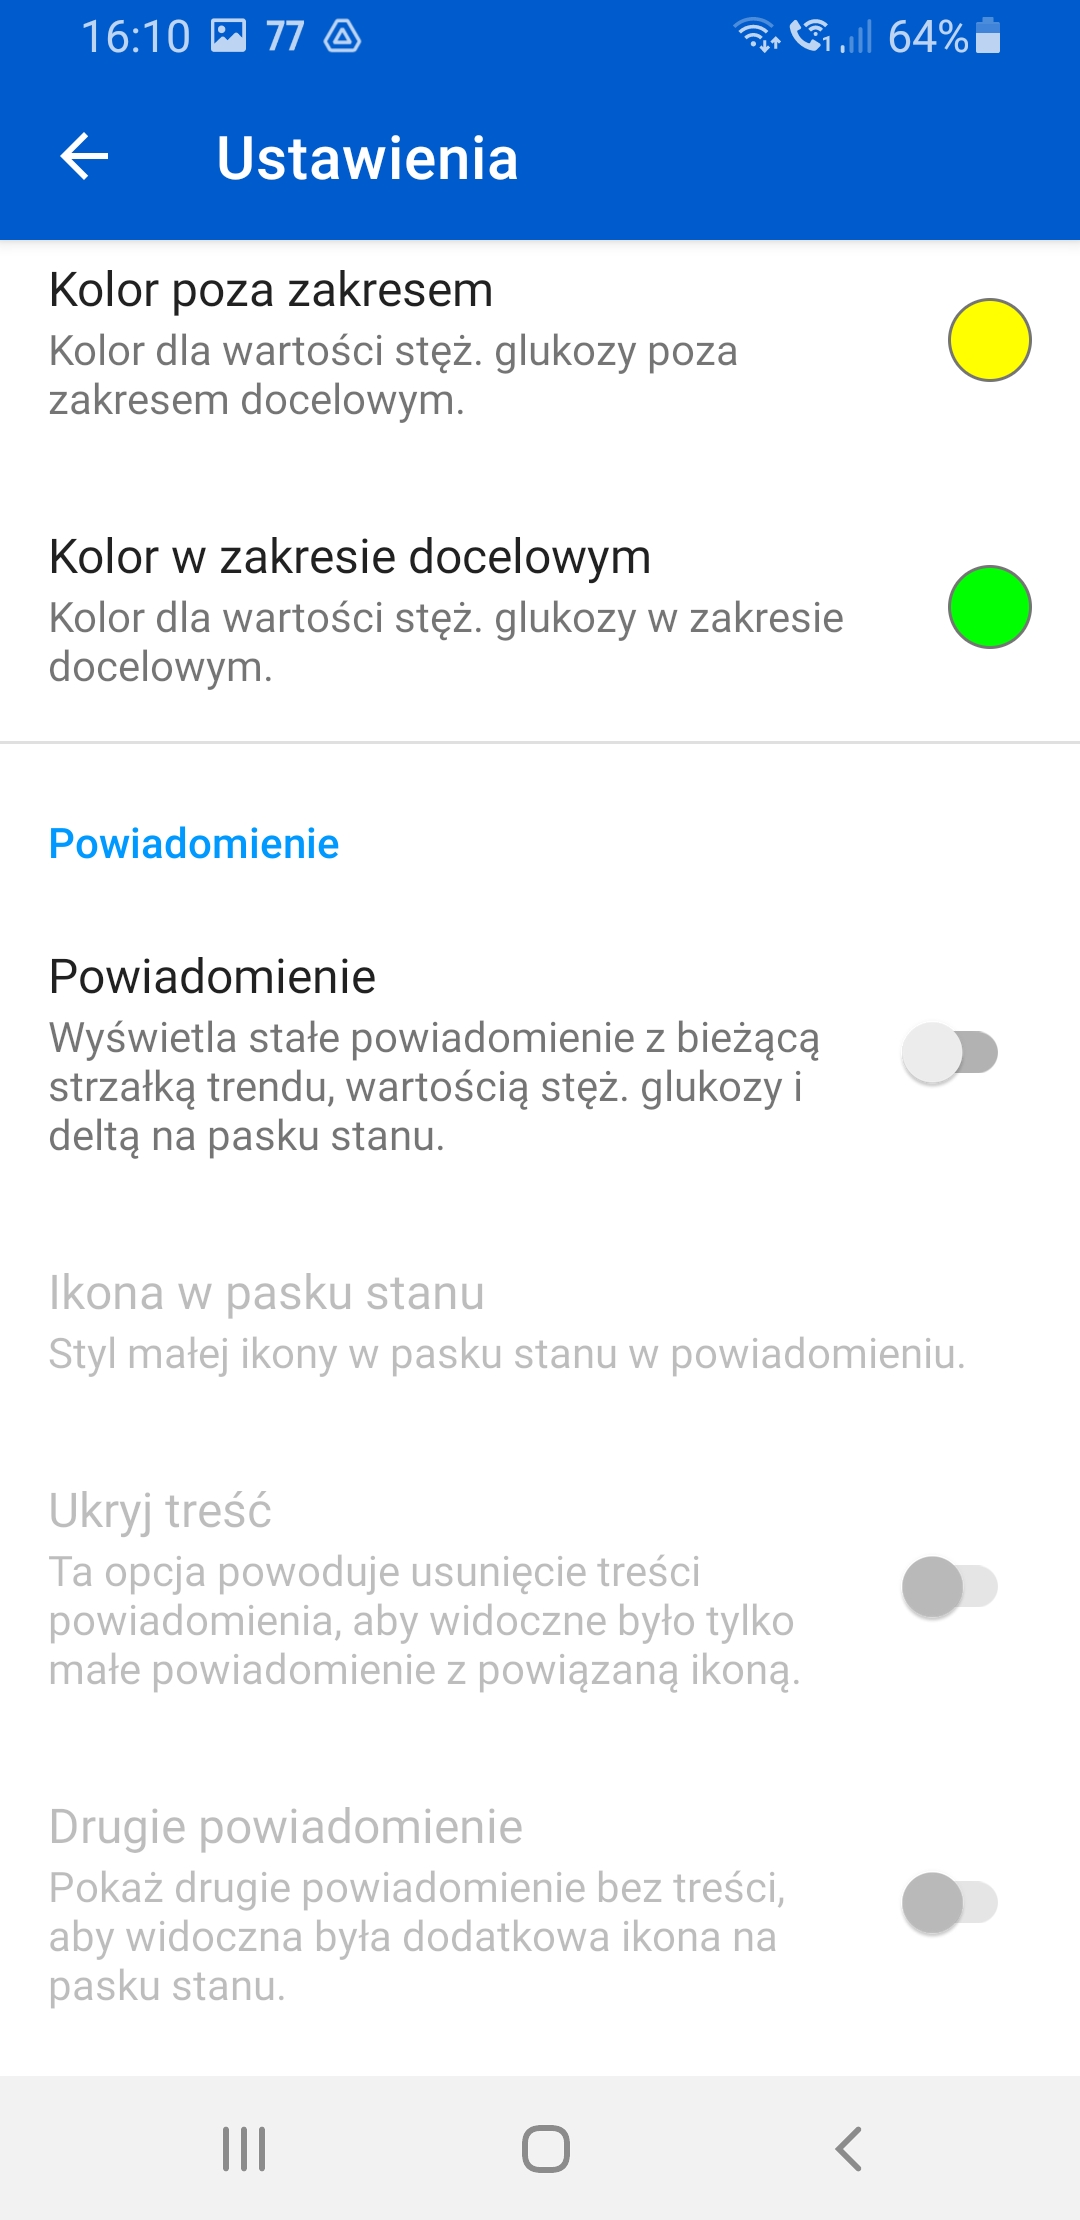 16:10 77 64%
Ustawienia
Kolor poza zakresem
Kolor dla wartości stęż. glukozy poza
zakresem docelowym.
Kolor w zakresie docelowym
Kolor dla wartości stęż. glukozy w zakresie
docelowym.
Powiadomienie
Powiadomienie
Wyświetla stałe powiadomienie z bieżącą
strzałką trendu, wartością stęż. glukozy i
deltą na pasku stanu.
Ikona w pasku stanu
Styl małej ikony w pasku stanu w powiadomieniu.
Ukryj treść
Ta opcja powoduje usunięcie treści
powiadomienia, aby widoczne było tylko
małe powiadomienie z powiązaną ikoną.
Drugie powiadomienie
Pokaż drugie powiadomienie bez treści,
aby widoczna była dodatkowa ikona na
pasku stanu.